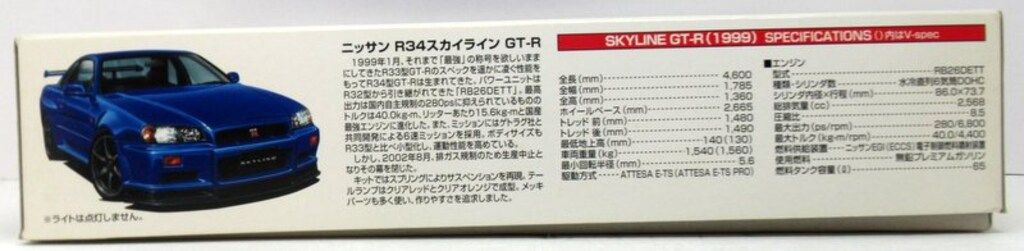 ニッサン R34スカイライン GT-R
1999年1月、それまで「最強」の称号を欲しいまま
にしてきたR33型GT-Rのスペックを遥かに凌ぐ性能を
もってR34型GT-Rは生まれてきた。パワーユニットは
R32型から引き継がれてきた「RB26DETT」。最高
出力は国内自主規制の280psに抑えられているものの
トルクは40.0kg-m、リッターあたり15.6kg-mと国産
最強エンジンに進化した。また、ミッションにはゲトラグ社と
共同開発による6速ミッションを採用。ボディサイズも
R33型と比べ小型化し、運動性能を高めている。
しかし、2002年8月、排ガス規制のため生産中止と
なりその幕を閉じた。
キットではスプリングによりサスペンションを再現。テー
ルランプはクリアレッドとクリアオレンジで成型。メッキ
パーツも多く使い、作りやすさを追求しました。
SKYLINE
※ライトは点灯しません。
SKYLINE GT-R(1999) SPECIFICATIONS ()内はV-spec
全長(mm) 4,600
全幅(mm) 1,785
全高(mm) 1,360
ホイールベース(mm) 2,665
トレッド 前(mm) 1,480
トレッド 後(mm) 1,490
最低地上高(mm) 140(130)
車両重量(kg) 1,540(1,560)
最小回転半径(mm) 5.6
駆動方式 ATTESA E-TS(ATTESA E-TS PRO)
■エンジン
型式 RB26DETT
種類・シリンダ数 水冷直列6気筒DOHC
シリンダ内径×行程(mm) 86.0×73.7
総排気量(cc) 2,568
圧縮比 8.5
最大出力(ps/rpm) 280/6,800
最大トルク(kg-m/rpm) 40.0/4,400
燃料供給装置 ニッサンEGI(ECCS)電子制御燃料噴射装置
使用燃料 無鉛プレミアムガソリン
燃料タンク容量(ℓ) 65